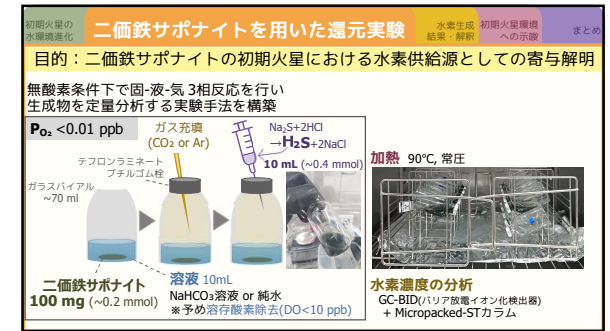 初期火星の
水環境進化
二価鉄サポナイトを用いた還元実験
水素生成
結果・解釈
初期火星環境
への示唆
まとめ
目的：二価鉄サポナイトの初期火星における水素供給源としての寄与解明
無酸素条件下で固-液-気 3相反応を行い
生成物を定量分析する実験手法を構築
Po₂ <0.01 ppb
ガス充填
(CO₂ or Ar)
Na₂S+2HCl
→H₂S+2NaCl
10 mL (~0.4 mmol)
テフロンラミネート
ブチルゴム栓
ガラスバイアル
~70 ml
二価鉄サポナイト
100 mg (~0.2 mmol)
溶液 10mL
NaHCO₃溶液 or 純水
※予め溶存酸素除去(DO<10 ppb)
加熱 90℃, 常圧
水素濃度の分析
GC-BID(バリア放電イオン化検出器)
+ Micropacked-STカラム